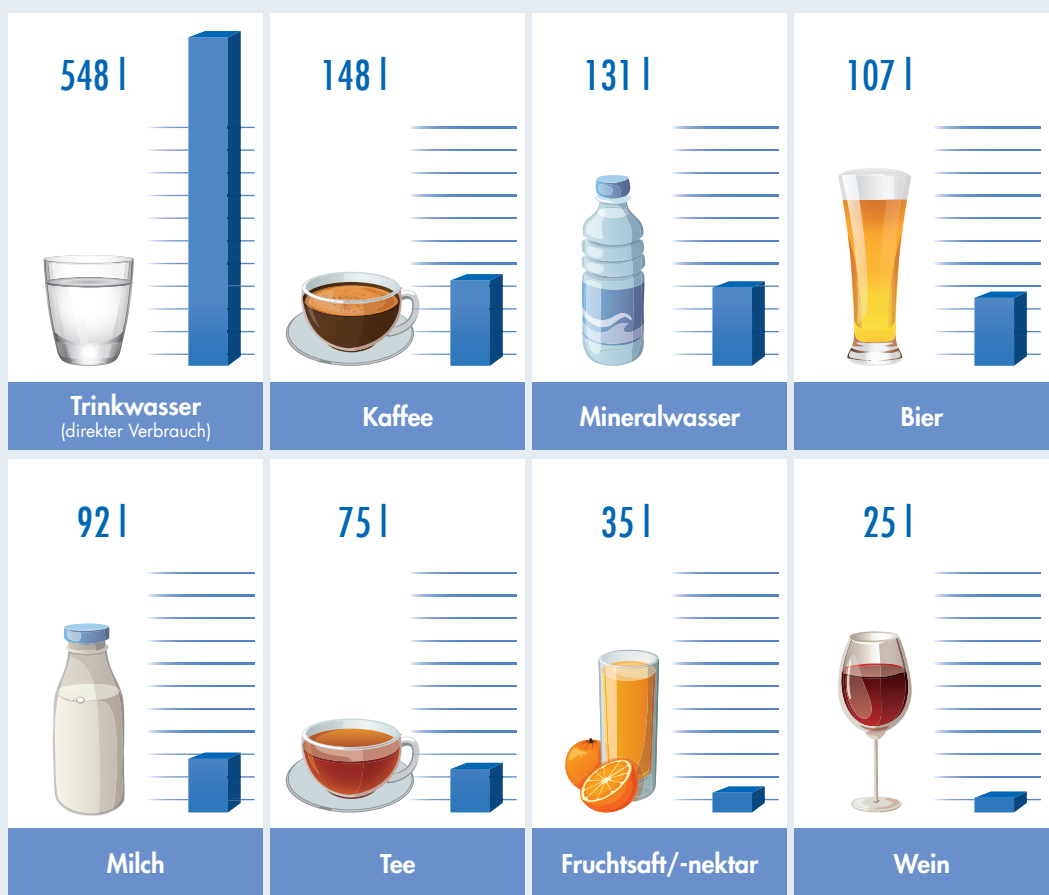 548 l
148 l
131 l
107 l
Trinkwasser
(direkter Verbrauch)
Kaffee
Mineralwasser
Bier
92 l
75 l
35 l
25 l
Milch
Tee
Fruchtsaft/-nektar
Wein